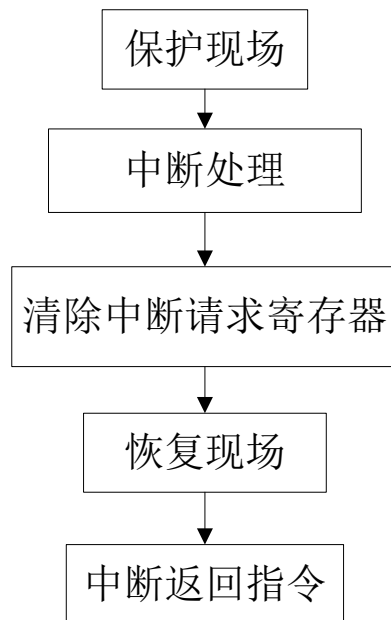 保护现场
中断处理
清除中断请求寄存器
恢复现场
中断返回指令